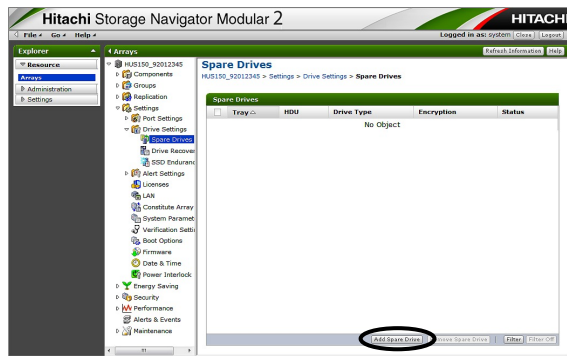 Hitachi Storage Navigator Modular 2
HITACHI
File Go Help
Logged in as: system Close Logout
Explorer
Arrays
Refresh Information Help
Resource
Arrays
Administration
Settings
HUS150_92012345
Components
Groups
Replication
Settings
Port Settings
Drive Settings
Spare Drives
Drive Recover
SSD Enduranc
Alert Settings
Licenses
LAN
Constitute Array
System Paramet
Verification Setti
Boot Options
Firmware
Date & Time
Power Interlock
Energy Saving
Security
Performance
Alerts & Events
Maintenance
Spare Drives
HUS150_92012345 > Settings > Drive Settings > Spare Drives
Spare Drives
Tray HDU Drive Type Encryption Status
No Object
Add Spare Drive Remove Spare Drive | Filter Filter Off